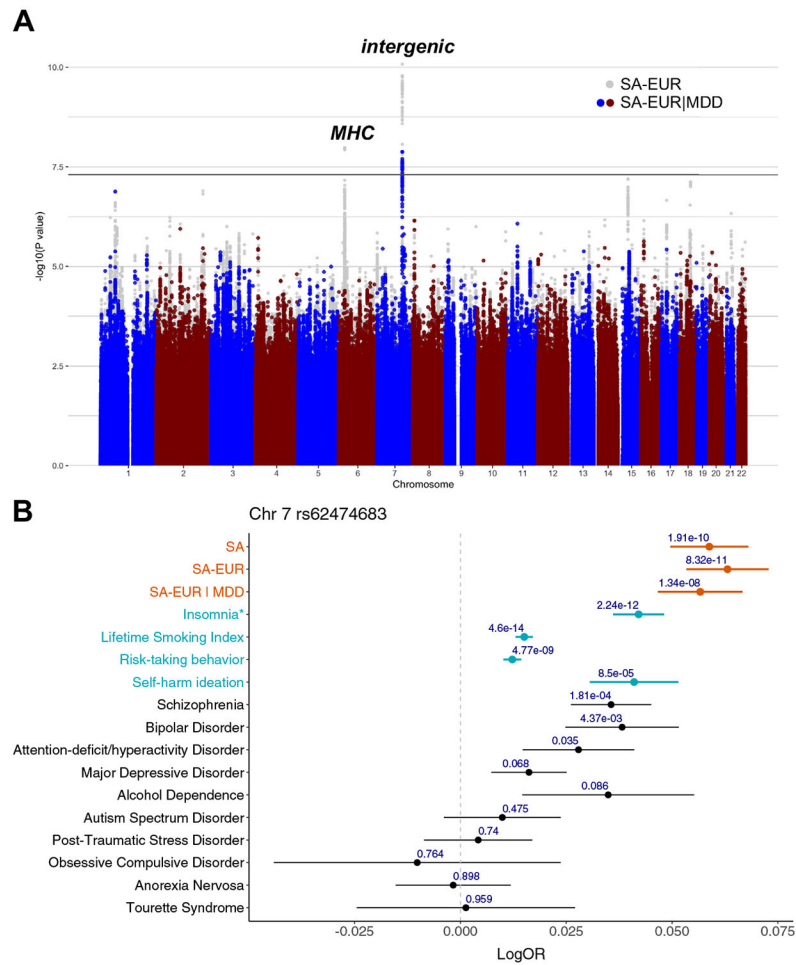 A
intergenic
10.0
SA-EUR
SA-EUR|MDD
MHC
7.5
-log10(P value)
5.0
2.5
0.0
1 2 3 4 5 6 7 8 9 10 11 12 13 14 15 16 17 18 19 20 21 22
Chromosome
B
Chr 7 rs62474683
SA 1.91e-10
SA-EUR 8.32e-11
SA-EUR | MDD 1.34e-08
Insomnia* 2.24e-12
Lifetime Smoking Index 4.6e-14
Risk-taking behavior 4.77e-09
Self-harm ideation 8.5e-05
Schizophrenia 1.81e-04
Bipolar Disorder 4.37e-03
Attention-deficit/hyperactivity Disorder 0.035
Major Depressive Disorder 0.068
Alcohol Dependence 0.086
Autism Spectrum Disorder 0.475
Post-Traumatic Stress Disorder 0.74
Obsessive Compulsive Disorder 0.764
Anorexia Nervosa 0.898
Tourette Syndrome 0.959
-0.025 0.000 0.025 0.050 0.075
LogOR